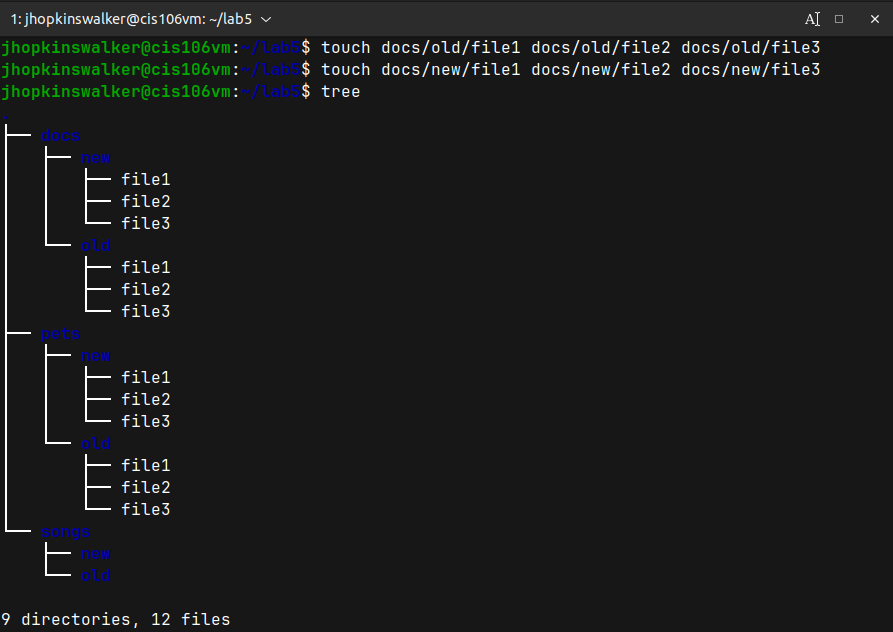 1: jhopkinswalker@cis106vm: ~/lab5
jhopkinswalker@cis106vm:~/lab5$ touch docs/old/file1 docs/old/file2 docs/old/file3
jhopkinswalker@cis106vm:~/lab5$ touch docs/new/file1 docs/new/file2 docs/new/file3
jhopkinswalker@cis106vm:~/lab5$ tree
.
├── docs
│   ├── new
│   │   ├── file1
│   │   ├── file2
│   │   └── file3
│   └── old
│       ├── file1
│       ├── file2
│       └── file3
├── pets
│   ├── new
│   │   ├── file1
│   │   ├── file2
│   │   └── file3
│   └── old
│       ├── file1
│       ├── file2
│       └── file3
└── songs
    ├── new
    └── old
9 directories, 12 files